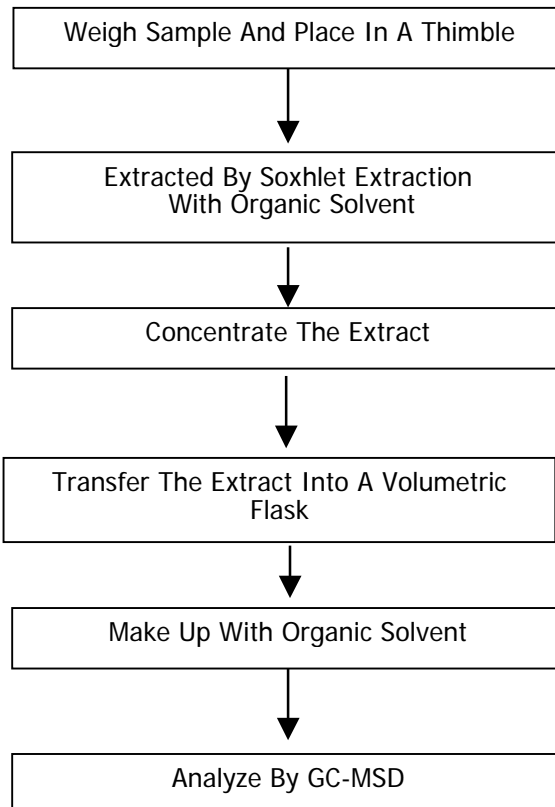 Weigh Sample And Place In A Thimble
Extracted By Soxhlet Extraction
With Organic Solvent
Concentrate The Extract
Transfer The Extract Into A Volumetric
Flask
Make Up With Organic Solvent
Analyze By GC-MSD